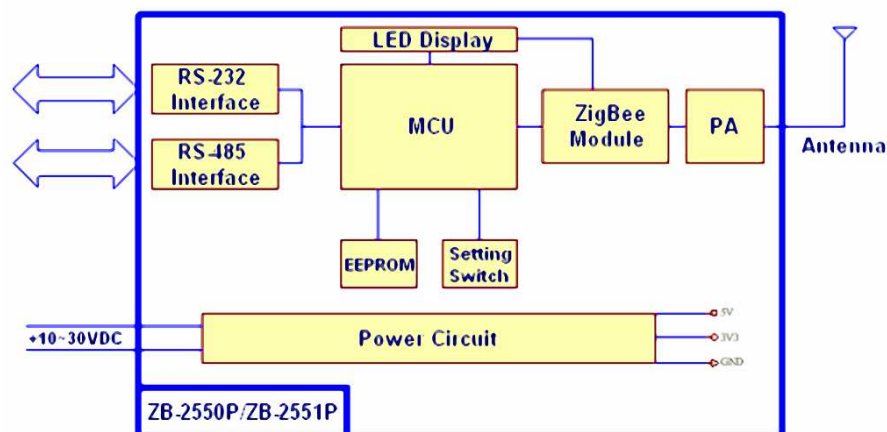 LED Display
RS-232
Interface
MCU
ZigBee
Module
PA
Antenna
RS-485
Interface
EEPROM
Setting
Switch
+10~30VDC
Power Circuit
5V
3V3
GND
ZB-2550P/ZB-2551P